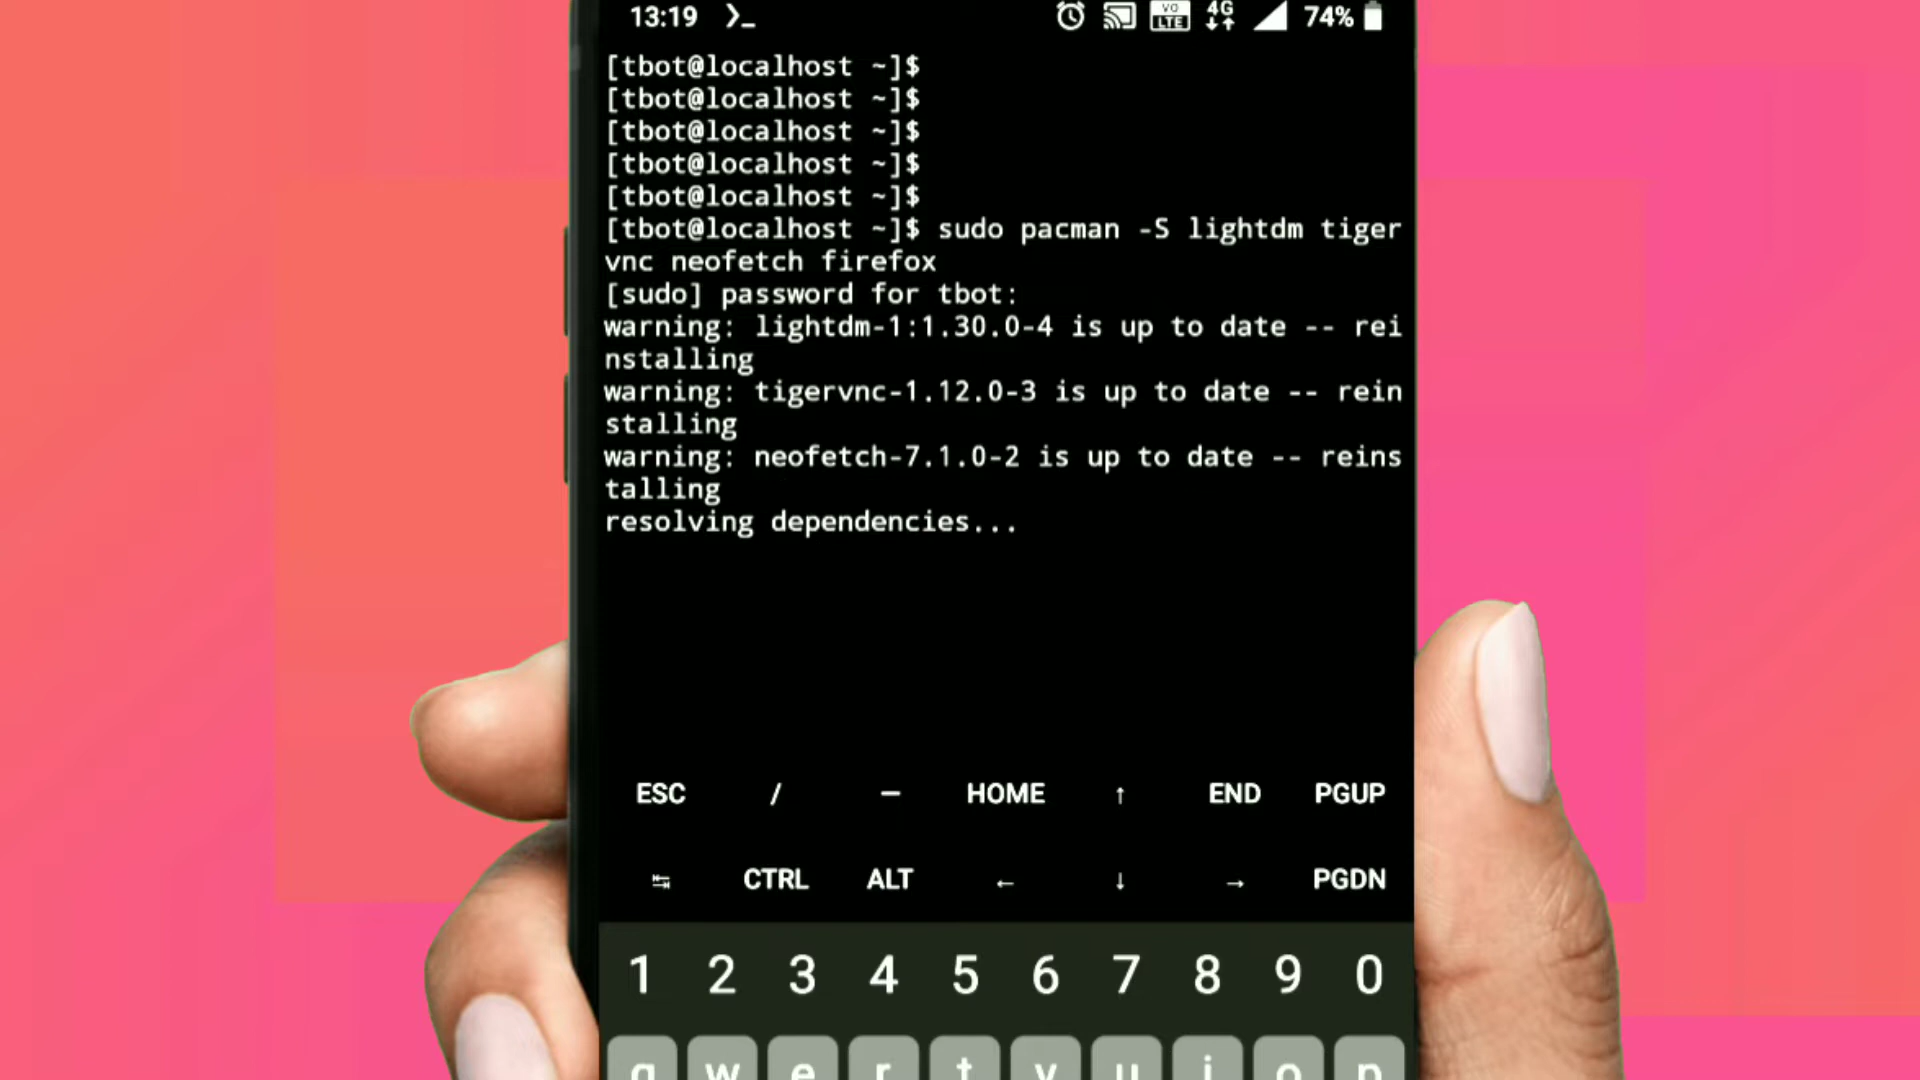 13:19 VO LTE 4G 74%
[tbot@localhost ~]$
[tbot@localhost ~]$
[tbot@localhost ~]$
[tbot@localhost ~]$
[tbot@localhost ~]$
[tbot@localhost ~]$ sudo pacman -S lightdm tiger
vnc neofetch firefox
[sudo] password for tbot:
warning: lightdm-1:1.30.0-4 is up to date -- rei
nstalling
warning: tigervnc-1.12.0-3 is up to date -- rein
stalling
warning: neofetch-7.1.0-2 is up to date -- reins
talling
resolving dependencies...
ESC / — HOME ↑ END PGUP
↹ CTRL ALT ← ↓ → PGDN
1 2 3 4 5 6 7 8 9 0
q w e r t y u i o p